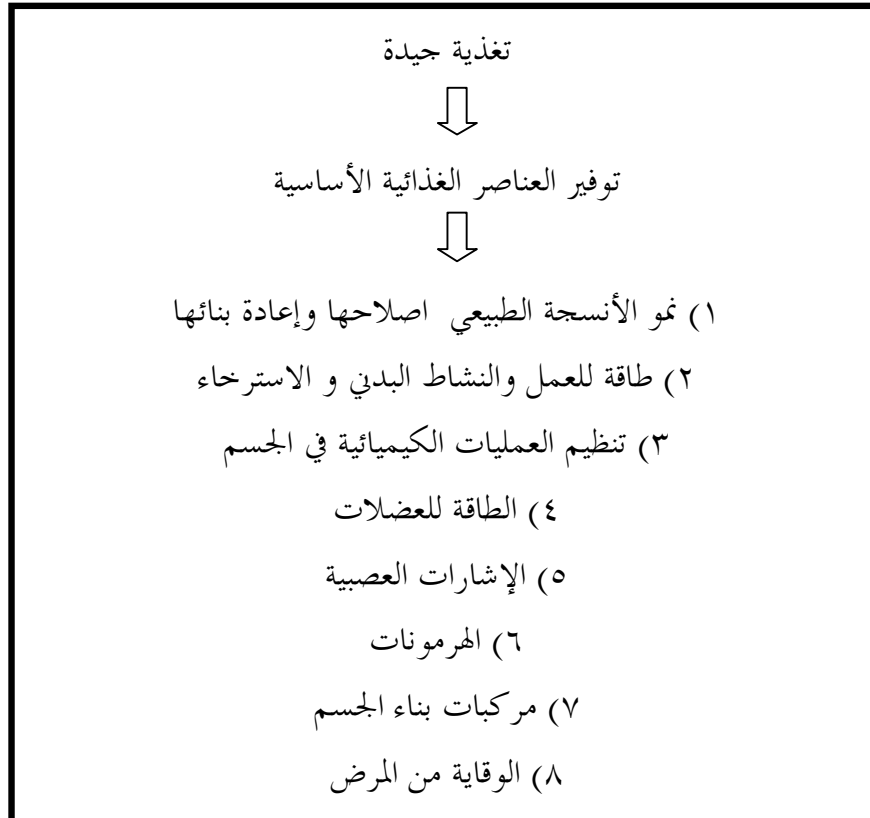 تغذية جيدة
توفير العناصر الغذائية الأساسية
١) نمو الأنسجة الطبيعي اصلاحها وإعادة بنائها
٢) طاقة للعمل والنشاط البدني و الاسترخاء
٣) تنظيم العمليات الكيميائية في الجسم
٤) الطاقة للعضلات
٥) الإشارات العصبية
٦) الهرمونات
٧) مركبات بناء الجسم
٨) الوقاية من المرض